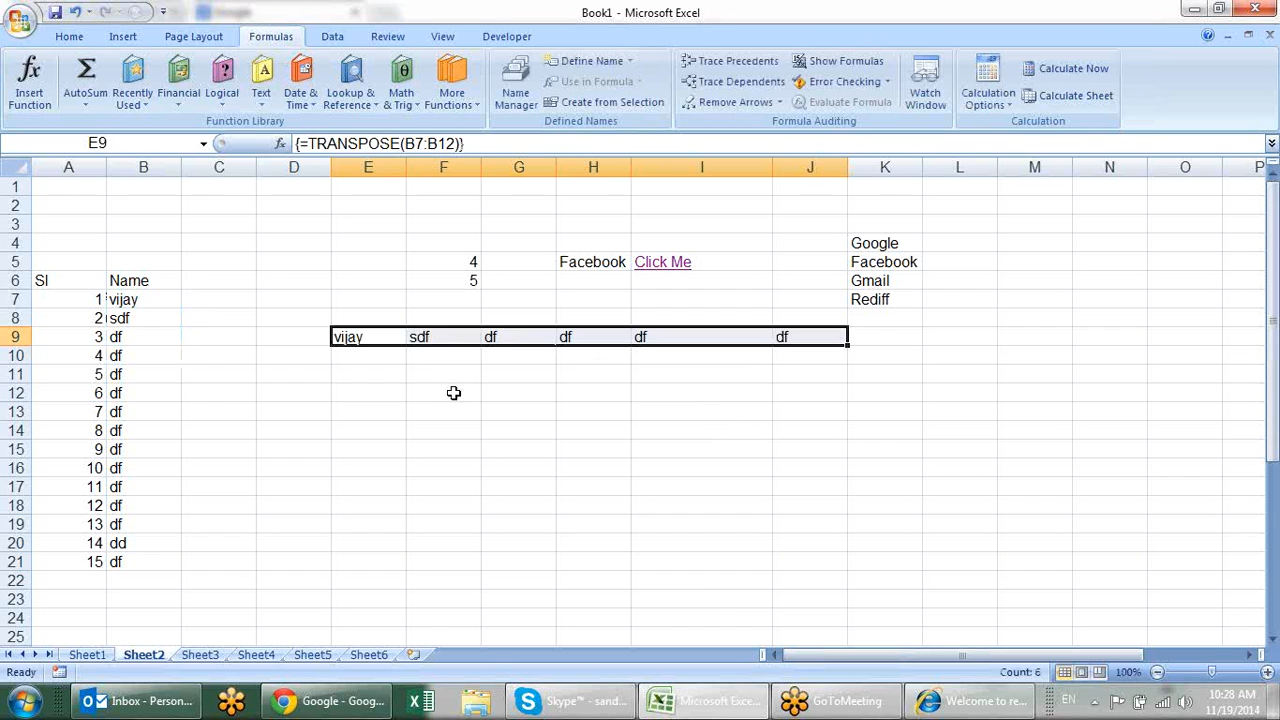 Google
Book1 - Microsoft Excel
Home Insert Page Layout Formulas Data Review View Developer
Insert Function
AutoSum
Recently Used
Financial
Logical
Text
Date & Time
Lookup & Reference
Math & Trig
More Functions
Function Library
Name Manager
Define Name
Use in Formula
Create from Selection
Defined Names
Trace Precedents
Trace Dependents
Remove Arrows
Show Formulas
Error Checking
Evaluate Formula
Formula Auditing
Watch Window
Calculation Options
Calculate Now
Calculate Sheet
Calculation
E9 fx {=TRANSPOSE(B7:B12)}
A B C D E F G H I J K L M N O P
1
2
3
4 Google
5 4 Facebook Click Me Facebook
6 Sl Name 5 Gmail
7 1 vijay Rediff
8 2 sdf
9 3 df vijay sdf df df df df
10 4 df
11 5 df
12 6 df
13 7 df
14 8 df
15 9 df
16 10 df
17 11 df
18 12 df
19 13 df
20 14 dd
21 15 df
22
23
24
25
Sheet1 Sheet2 Sheet3 Sheet4 Sheet5 Sheet6
Ready Count: 6 100%
Inbox - Person... Google - Goog... Skype™ - sand... Microsoft Exce... GoToMeeting Welcome to re... EN 10:28 AM
11/19/2014